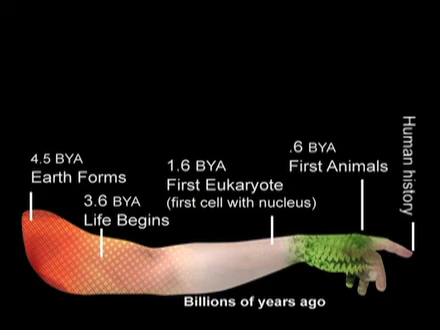 4.5 BYA
Earth Forms
3.6 BYA
Life Begins
1.6 BYA
First Eukaryote
(first cell with nucleus)
.6 BYA
First Animals
Human history
Billions of years ago